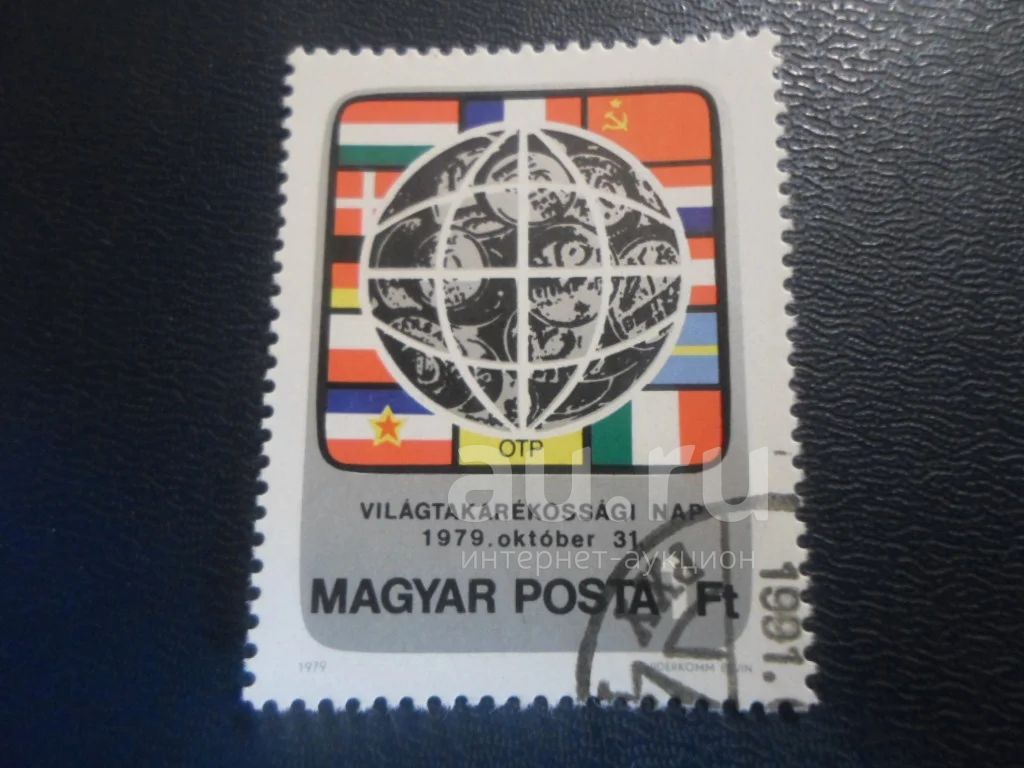 OTP
au.ru
VILÁGTAKARÉKOSSÁGI NAP
1979. október 31
интернет-аукцион
MAGYAR POSTA Ft
1979
1991.